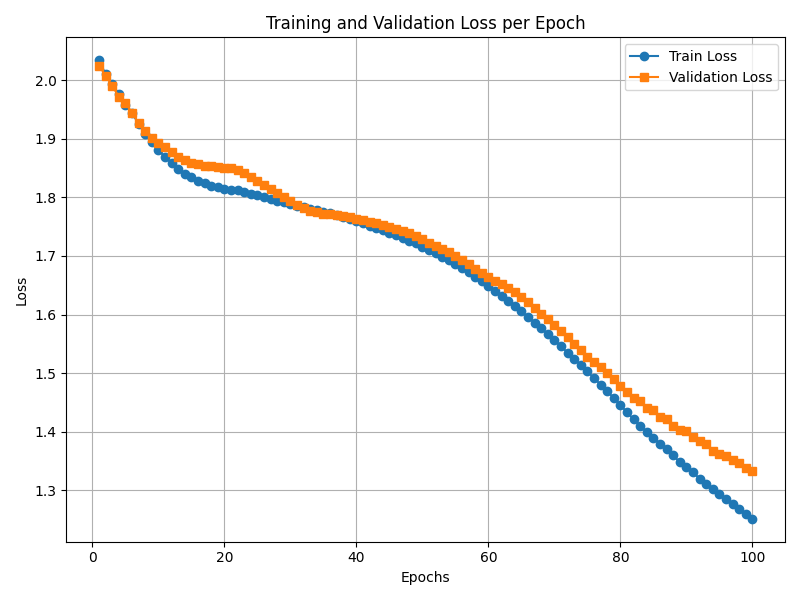 Training and Validation Loss per Epoch
Train Loss
Validation Loss
2.0
1.9
1.8
1.7
1.6
1.5
1.4
1.3
Loss
0 20 40 60 80 100
Epochs